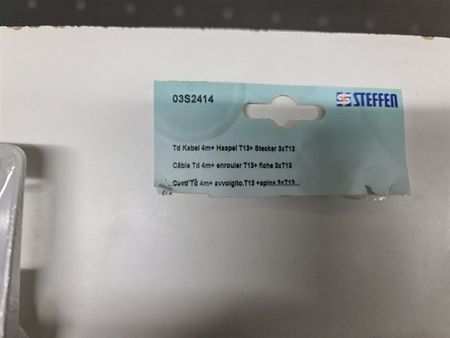 03S2414
STEFFEN
Td Kabel 4m+ Haspel T13+ Stecker 3xT13
Câble Td 4m+ enrouler T13+ fiche 3xT13
Cavo Td 4m+ avvolgito.T13 +spina 3xT13